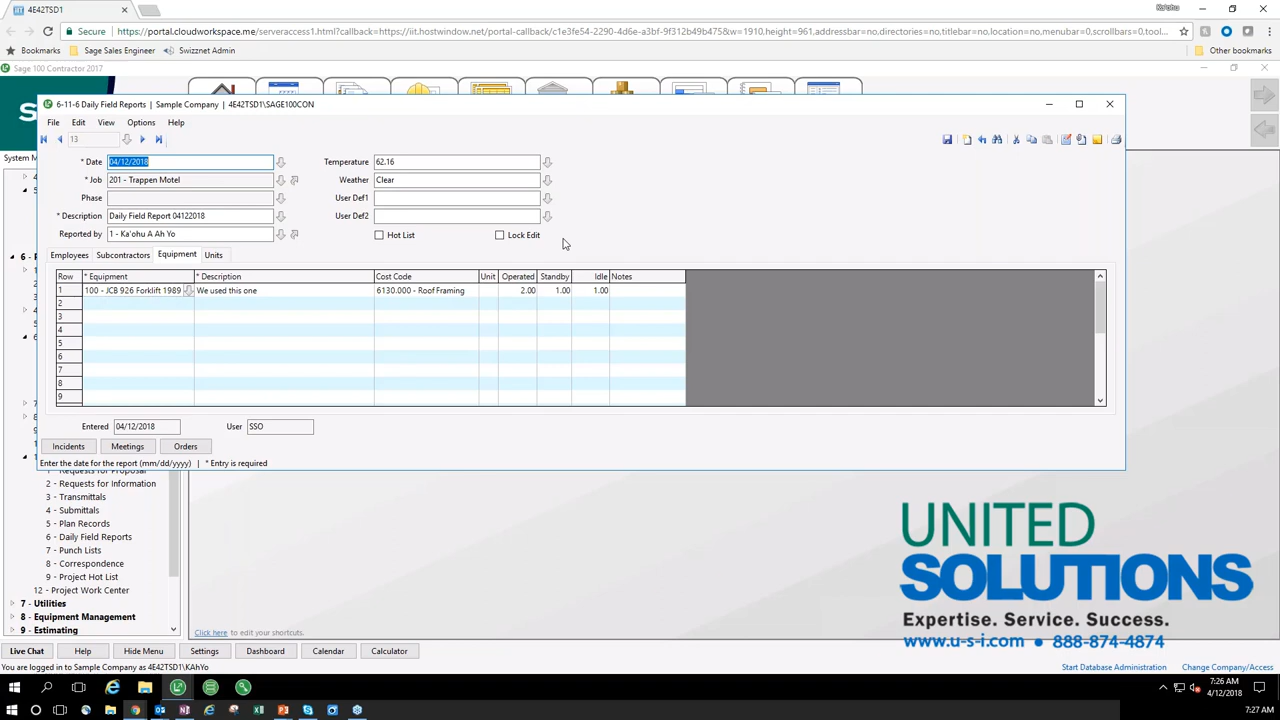 4E42TSD1
Ka'ohu
Secure | https://portal.cloudworkspace.me/serveraccess1.html?callback=https://iit.hostwindow.net/portal-callback/c1e3fe54-2290-4d6e-a3bf-9f312b49b475&w=1910,height=961,addressbar=no,directories=no,titlebar=no,location=no,menubar=0,scrollbars=0,tool...
Bookmarks Sage Sales Engineer Swizznet Admin Other bookmarks
Sage 100 Contractor 2017
6-11-6 Daily Field Reports | Sample Company | 4E42TSD1\SAGE100CON
File Edit View Options Help
13
* Date 04/12/2018 Temperature 62.16
* Job 201 - Trappen Motel Weather Clear
Phase User Def1
* Description Daily Field Report 04122018 User Def2
Reported by 1 - Ka'ohu A Ah Yo Hot List Lock Edit
Employees Subcontractors Equipment Units
Row * Equipment * Description Cost Code Unit Operated Standby Idle Notes
1 100 - JCB 926 Forklift 1989 We used this one 6130.000 - Roof Framing 2.00 1.00 1.00
2
3
4
5
6
7
8
9
Entered 04/12/2018 User SSO
Incidents Meetings Orders
Enter the date for the report (mm/dd/yyyy) | * Entry is required
System M
1 - Requests for Proposal
2 - Requests for Information
3 - Transmittals
4 - Submittals
5 - Plan Records
6 - Daily Field Reports
7 - Punch Lists
8 - Correspondence
9 - Project Hot List
12 - Project Work Center
7 - Utilities
8 - Equipment Management
9 - Estimating
Click here to edit your shortcuts.
UNITED
SOLUTIONS
Expertise. Service. Success.
www.u-s-i.com • 888-874-4874
Live Chat Help Hide Menu Settings Dashboard Calendar Calculator
You are logged in to Sample Company as 4E42TSD1\KAhYo
Start Database Administration Change Company/Access
7:26 AM
4/12/2018
7:27 AM